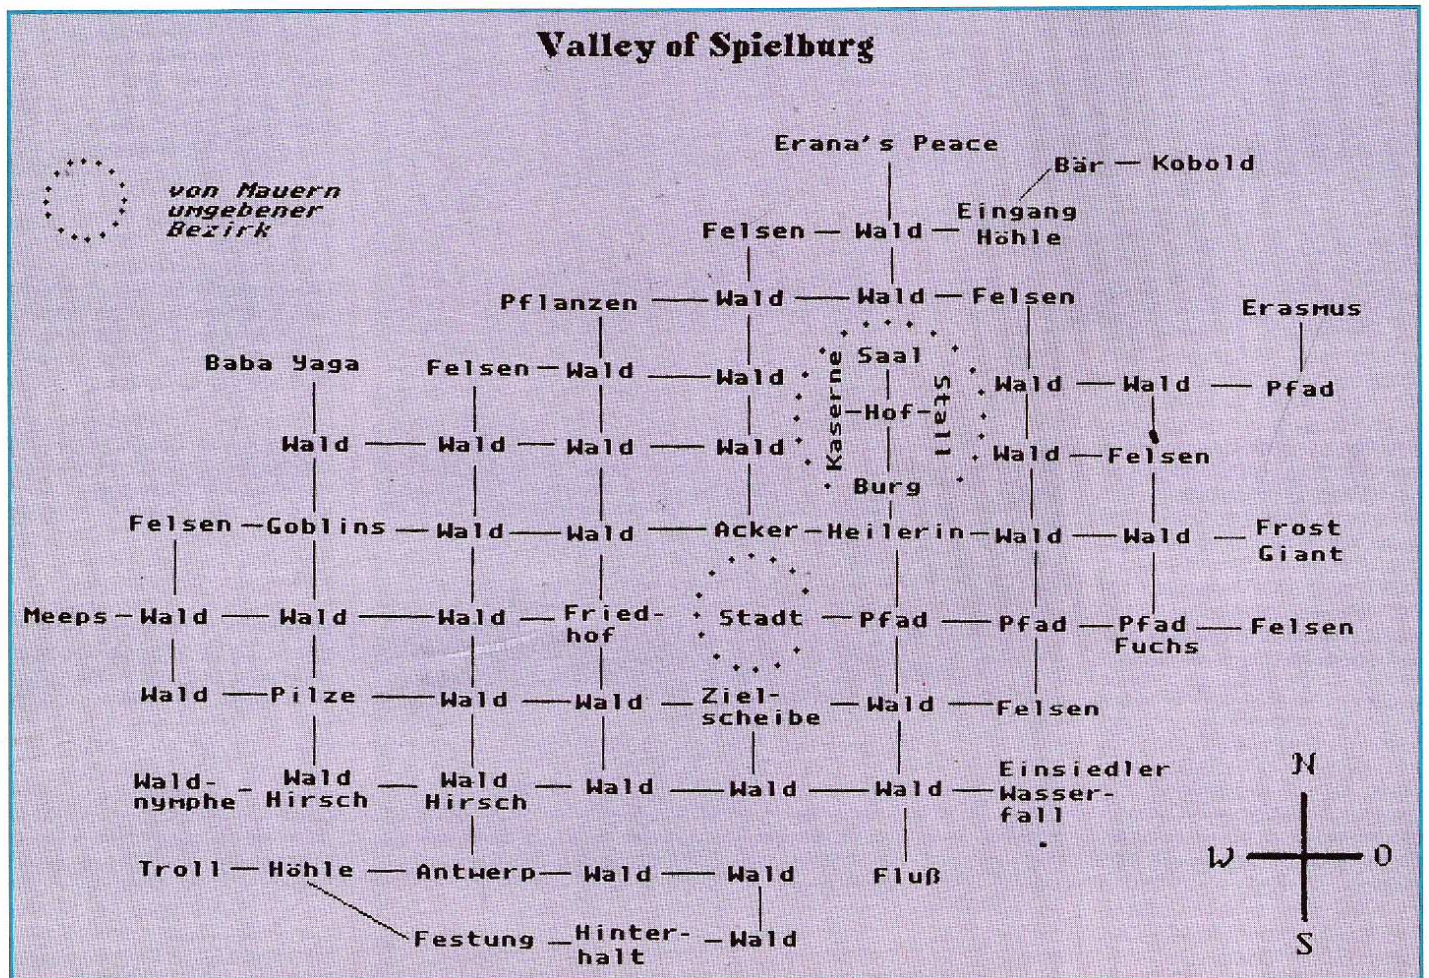 Valley of Spielburg
von Mauern
umgebener
Bezirk
Erana's Peace
Bär Kobold
Eingang
Höhle
Felsen Wald
Pflanzen Wald Wald Felsen
Erasmus
Baba Yaga Felsen Wald Wald
Kaserne
Saal
Stall
Hof
Burg
Wald Wald Pfad
Wald Wald Wald Wald
Wald Felsen
Felsen Goblins Wald Wald Acker Heilerin Wald Wald
Frost
Giant
Meeps Wald Wald Wald
Fried-
hof
Stadt Pfad Pfad
Pfad
Fuchs
Felsen
Wald Pilze Wald Wald
Ziel-
scheibe
Wald Felsen
Wald-
nymphe
Wald
Hirsch
Wald
Hirsch
Wald Wald Wald
Einsiedler
Wasser-
fall
Troll Höhle Antwerp Wald Wald Fluß
Festung
Hinter-
halt
Wald
N
W O
S